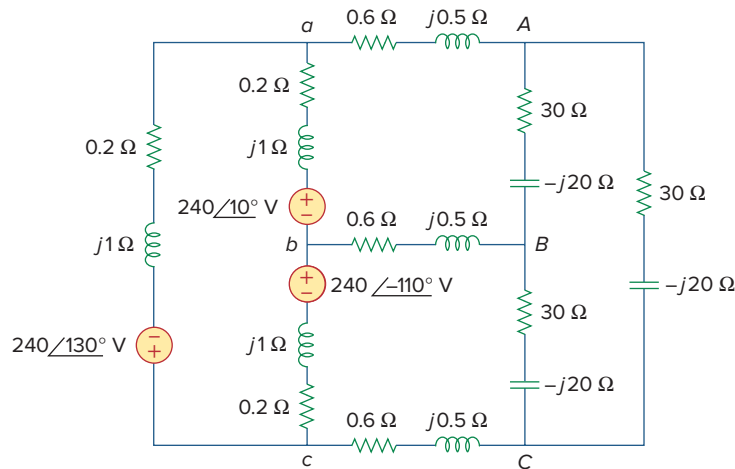 0.6 Ω j0.5 Ω
a A
0.2 Ω
30 Ω
0.2 Ω j1 Ω
–j20 Ω 30 Ω
240/10° V + –
0.6 Ω j0.5 Ω
j1 Ω b B
+ – 240 /–110° V –j20 Ω
30 Ω
240/130° V – + j1 Ω
–j20 Ω
0.2 Ω
0.6 Ω j0.5 Ω
c C